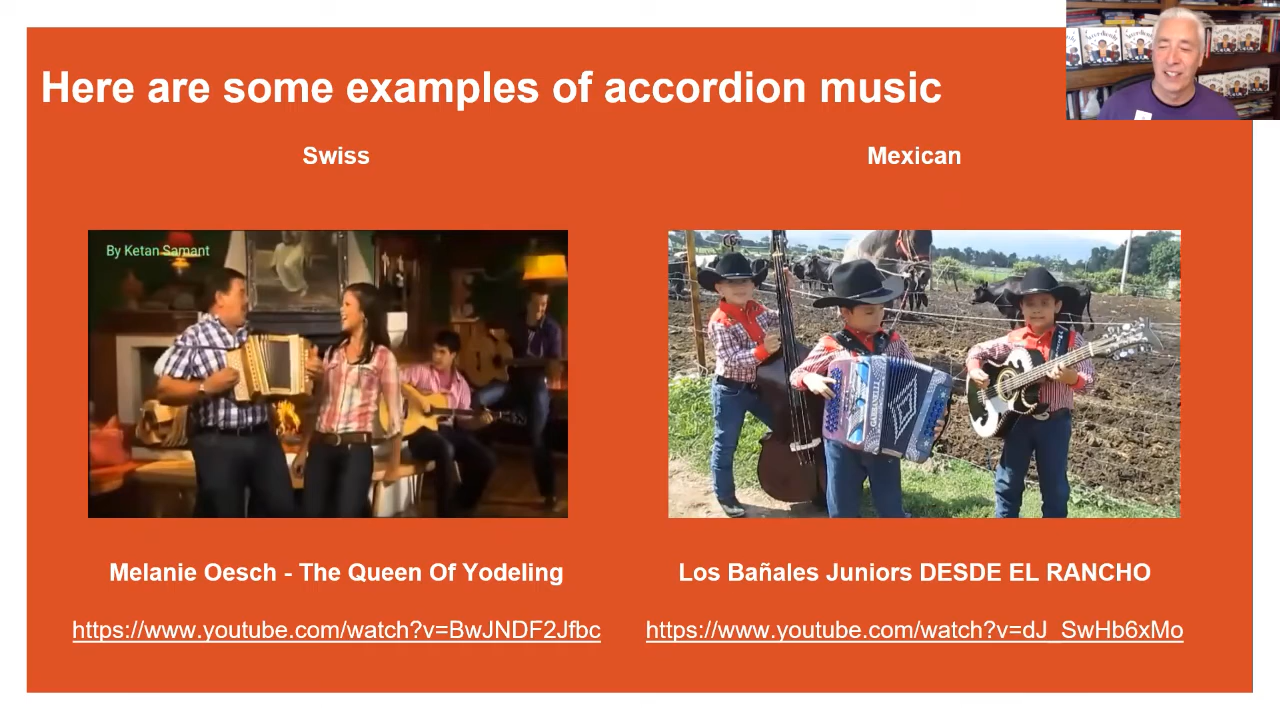 Here are some examples of accordion music
Swiss
Mexican
By Ketan Samant
GABBANELLI
Melanie Oesch - The Queen Of Yodeling
Los Bañales Juniors DESDE EL RANCHO
https://www.youtube.com/watch?v=BwJNDF2Jfbc
https://www.youtube.com/watch?v=dJ_SwHb6xMo